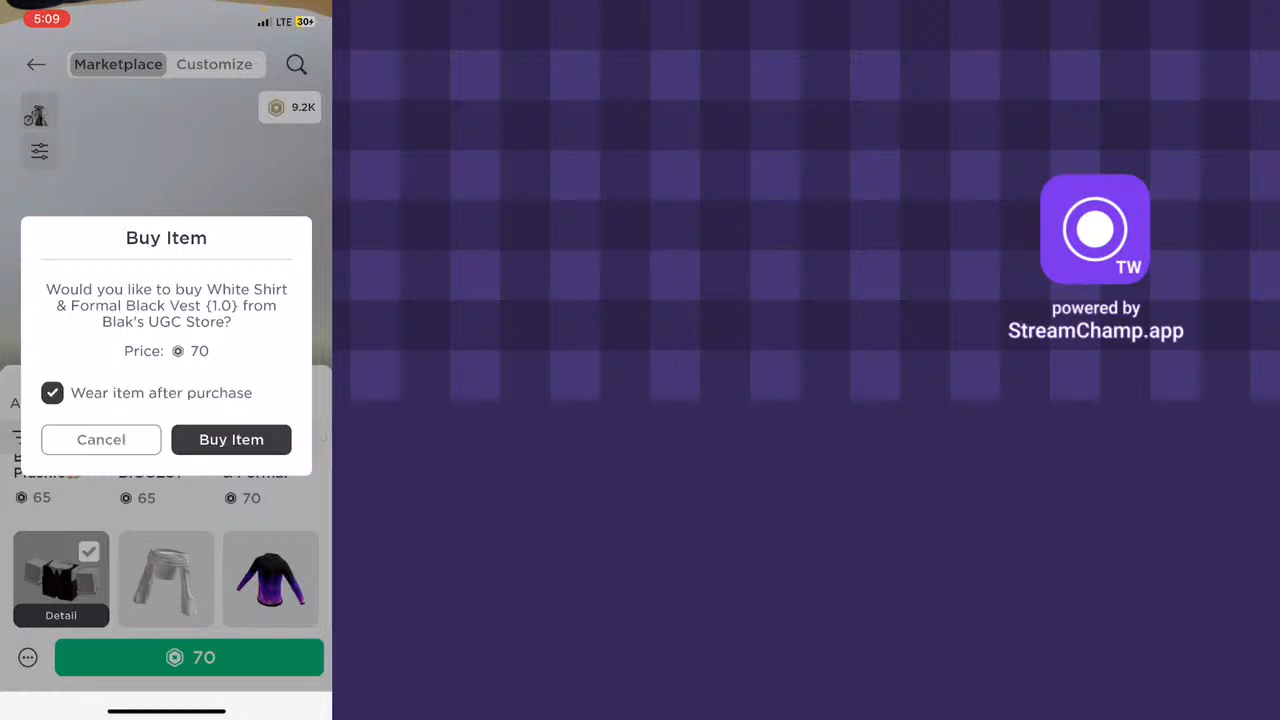 5:09
LTE 30
Marketplace Customize
9.2K
Buy Item
Would you like to buy White Shirt
& Formal Black Vest {1.0} from
Blak's UGC Store?
Price: 70
Wear item after purchase
Cancel Buy Item
65 65 70
Detail
70
TW
powered by
StreamChamp.app